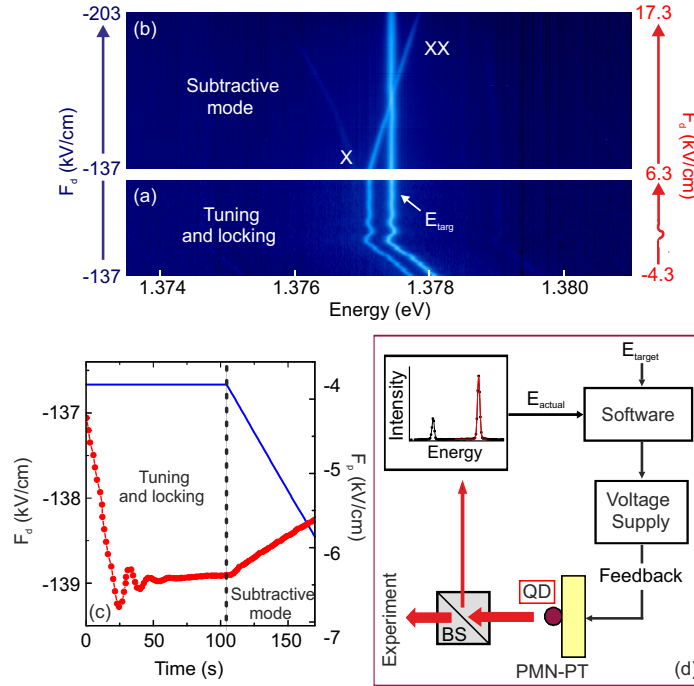 -203
17.3
(b)
XX
Subtractive
mode
X
F_d (kV/cm)
F_d (kV/cm)
-137
6.3
(a)
Tuning
and locking
E_targ
-137
-4.3
1.374
1.376
1.378
1.380
Energy (eV)
-137
-138
-139
F_d (kV/cm)
Tuning
and locking
(c)
Subtractive
mode
-4
-5
-6
-7
F_p (kV/cm)
0
50
100
150
Time (s)
E_target
Intensity
Energy
E_actual
Software
Voltage
Supply
Feedback
QD
BS
Experiment
PMN-PT
(d)